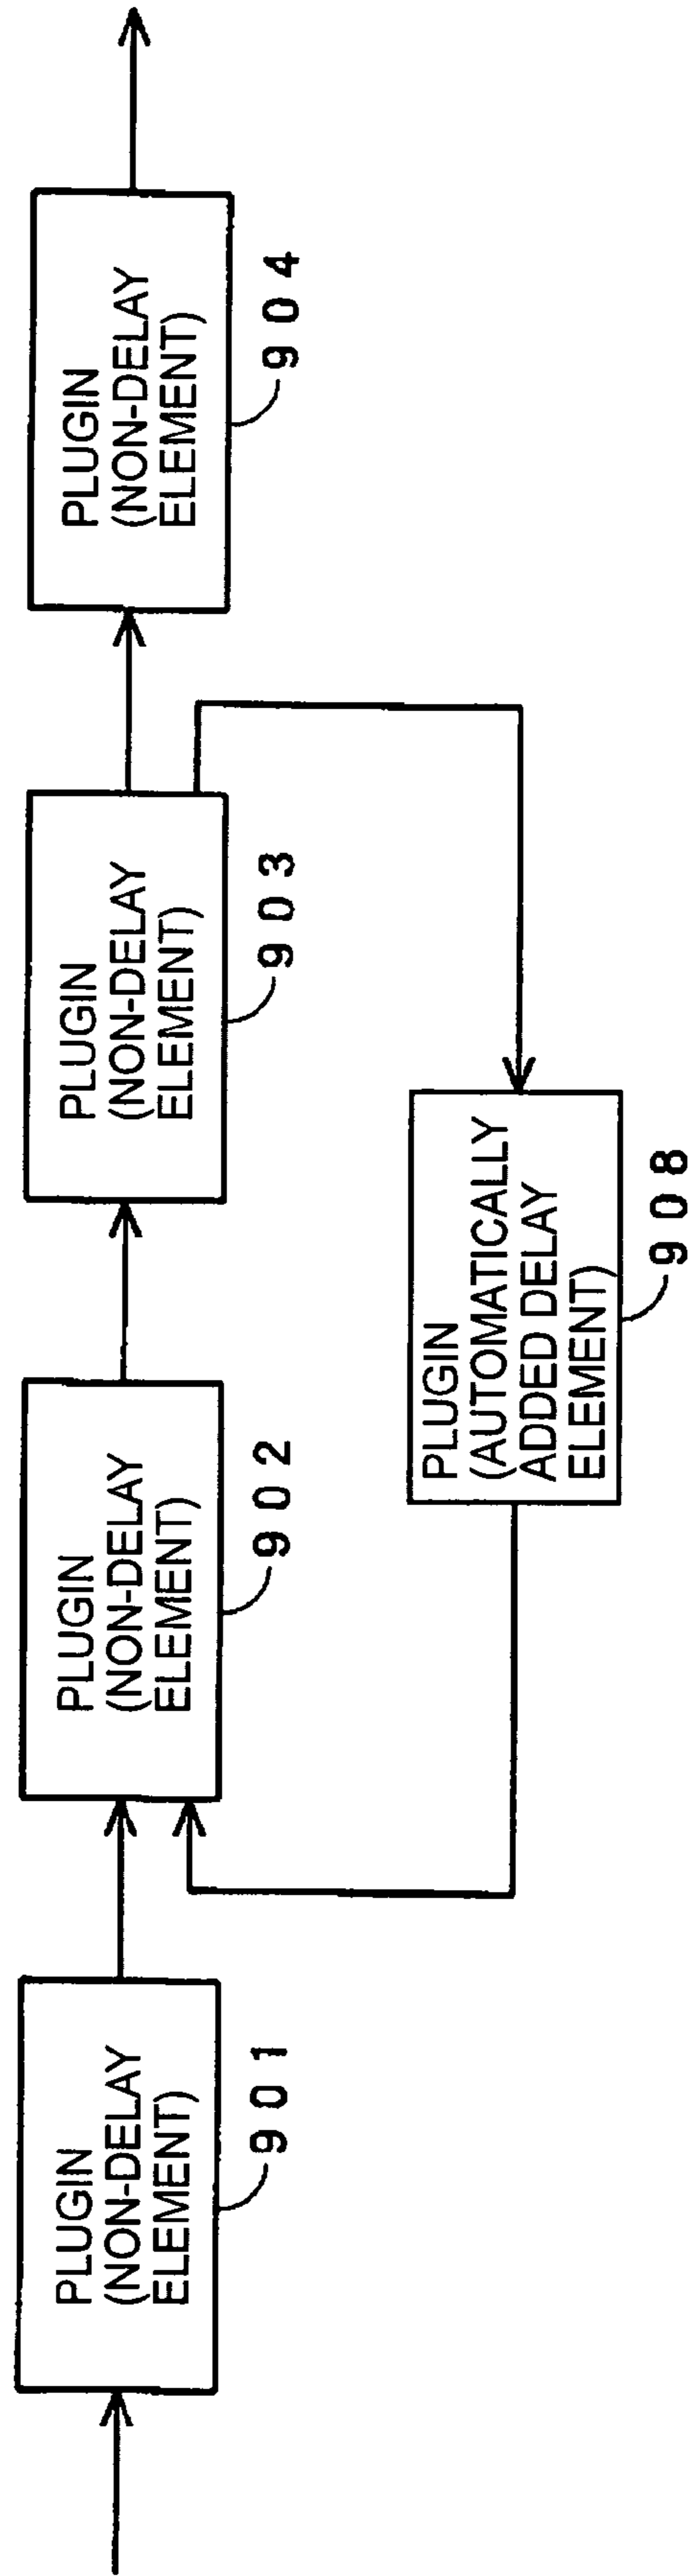 PLUGIN
(NON-DELAY
ELEMENT)
901
PLUGIN
(NON-DELAY
ELEMENT)
902
PLUGIN
(NON-DELAY
ELEMENT)
903
PLUGIN
(NON-DELAY
ELEMENT)
904
PLUGIN
(AUTOMATICALLY
ADDED DELAY
ELEMENT)
908